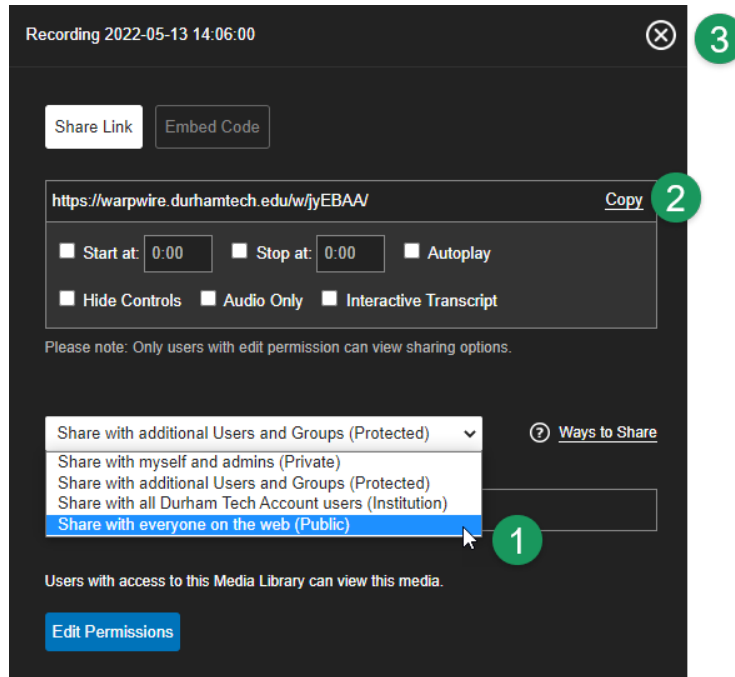 Recording 2022-05-13 14:06:00
3
Share Link Embed Code
https://warpwire.durhamtech.edu/w/jyEBAA/ Copy 2
Start at: 0:00 Stop at: 0:00 Autoplay
Hide Controls Audio Only Interactive Transcript
Please note: Only users with edit permission can view sharing options.
Share with additional Users and Groups (Protected) ? Ways to Share
Share with myself and admins (Private)
Share with additional Users and Groups (Protected)
Share with all Durham Tech Account users (Institution)
Share with everyone on the web (Public)
1
Users with access to this Media Library can view this media.
Edit Permissions